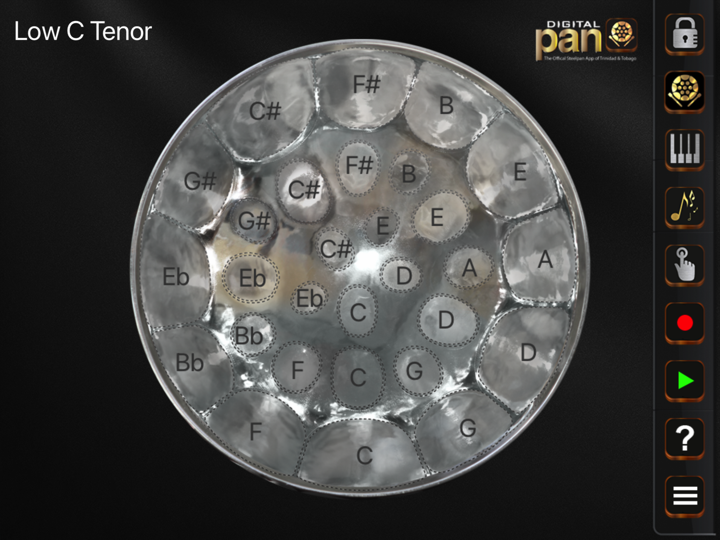 Low C Tenor
DIGITAL
pan
The Official Steelpan App of Trinidad & Tobago
F#
C#
B
E
G#
F#
B
C#
G#
E
E
C#
A
Eb
Eb
D
A
Eb
C
D
Bb
Bb
D
F
C
G
F
G
C
?